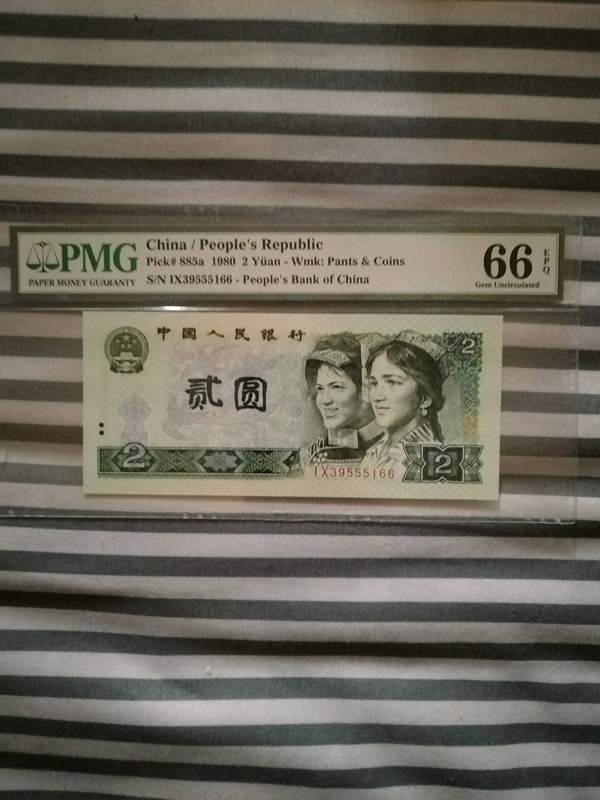 PMG
PAPER MONEY GUARANTY
China / People's Republic
Pick# 885a 1980 2 Yüan - Wmk: Pants & Coins
S/N IX39555166 - People's Bank of China
66
EPQ
Gem Uncirculated
中国人民银行
2
贰圆
2
IX39555166
2